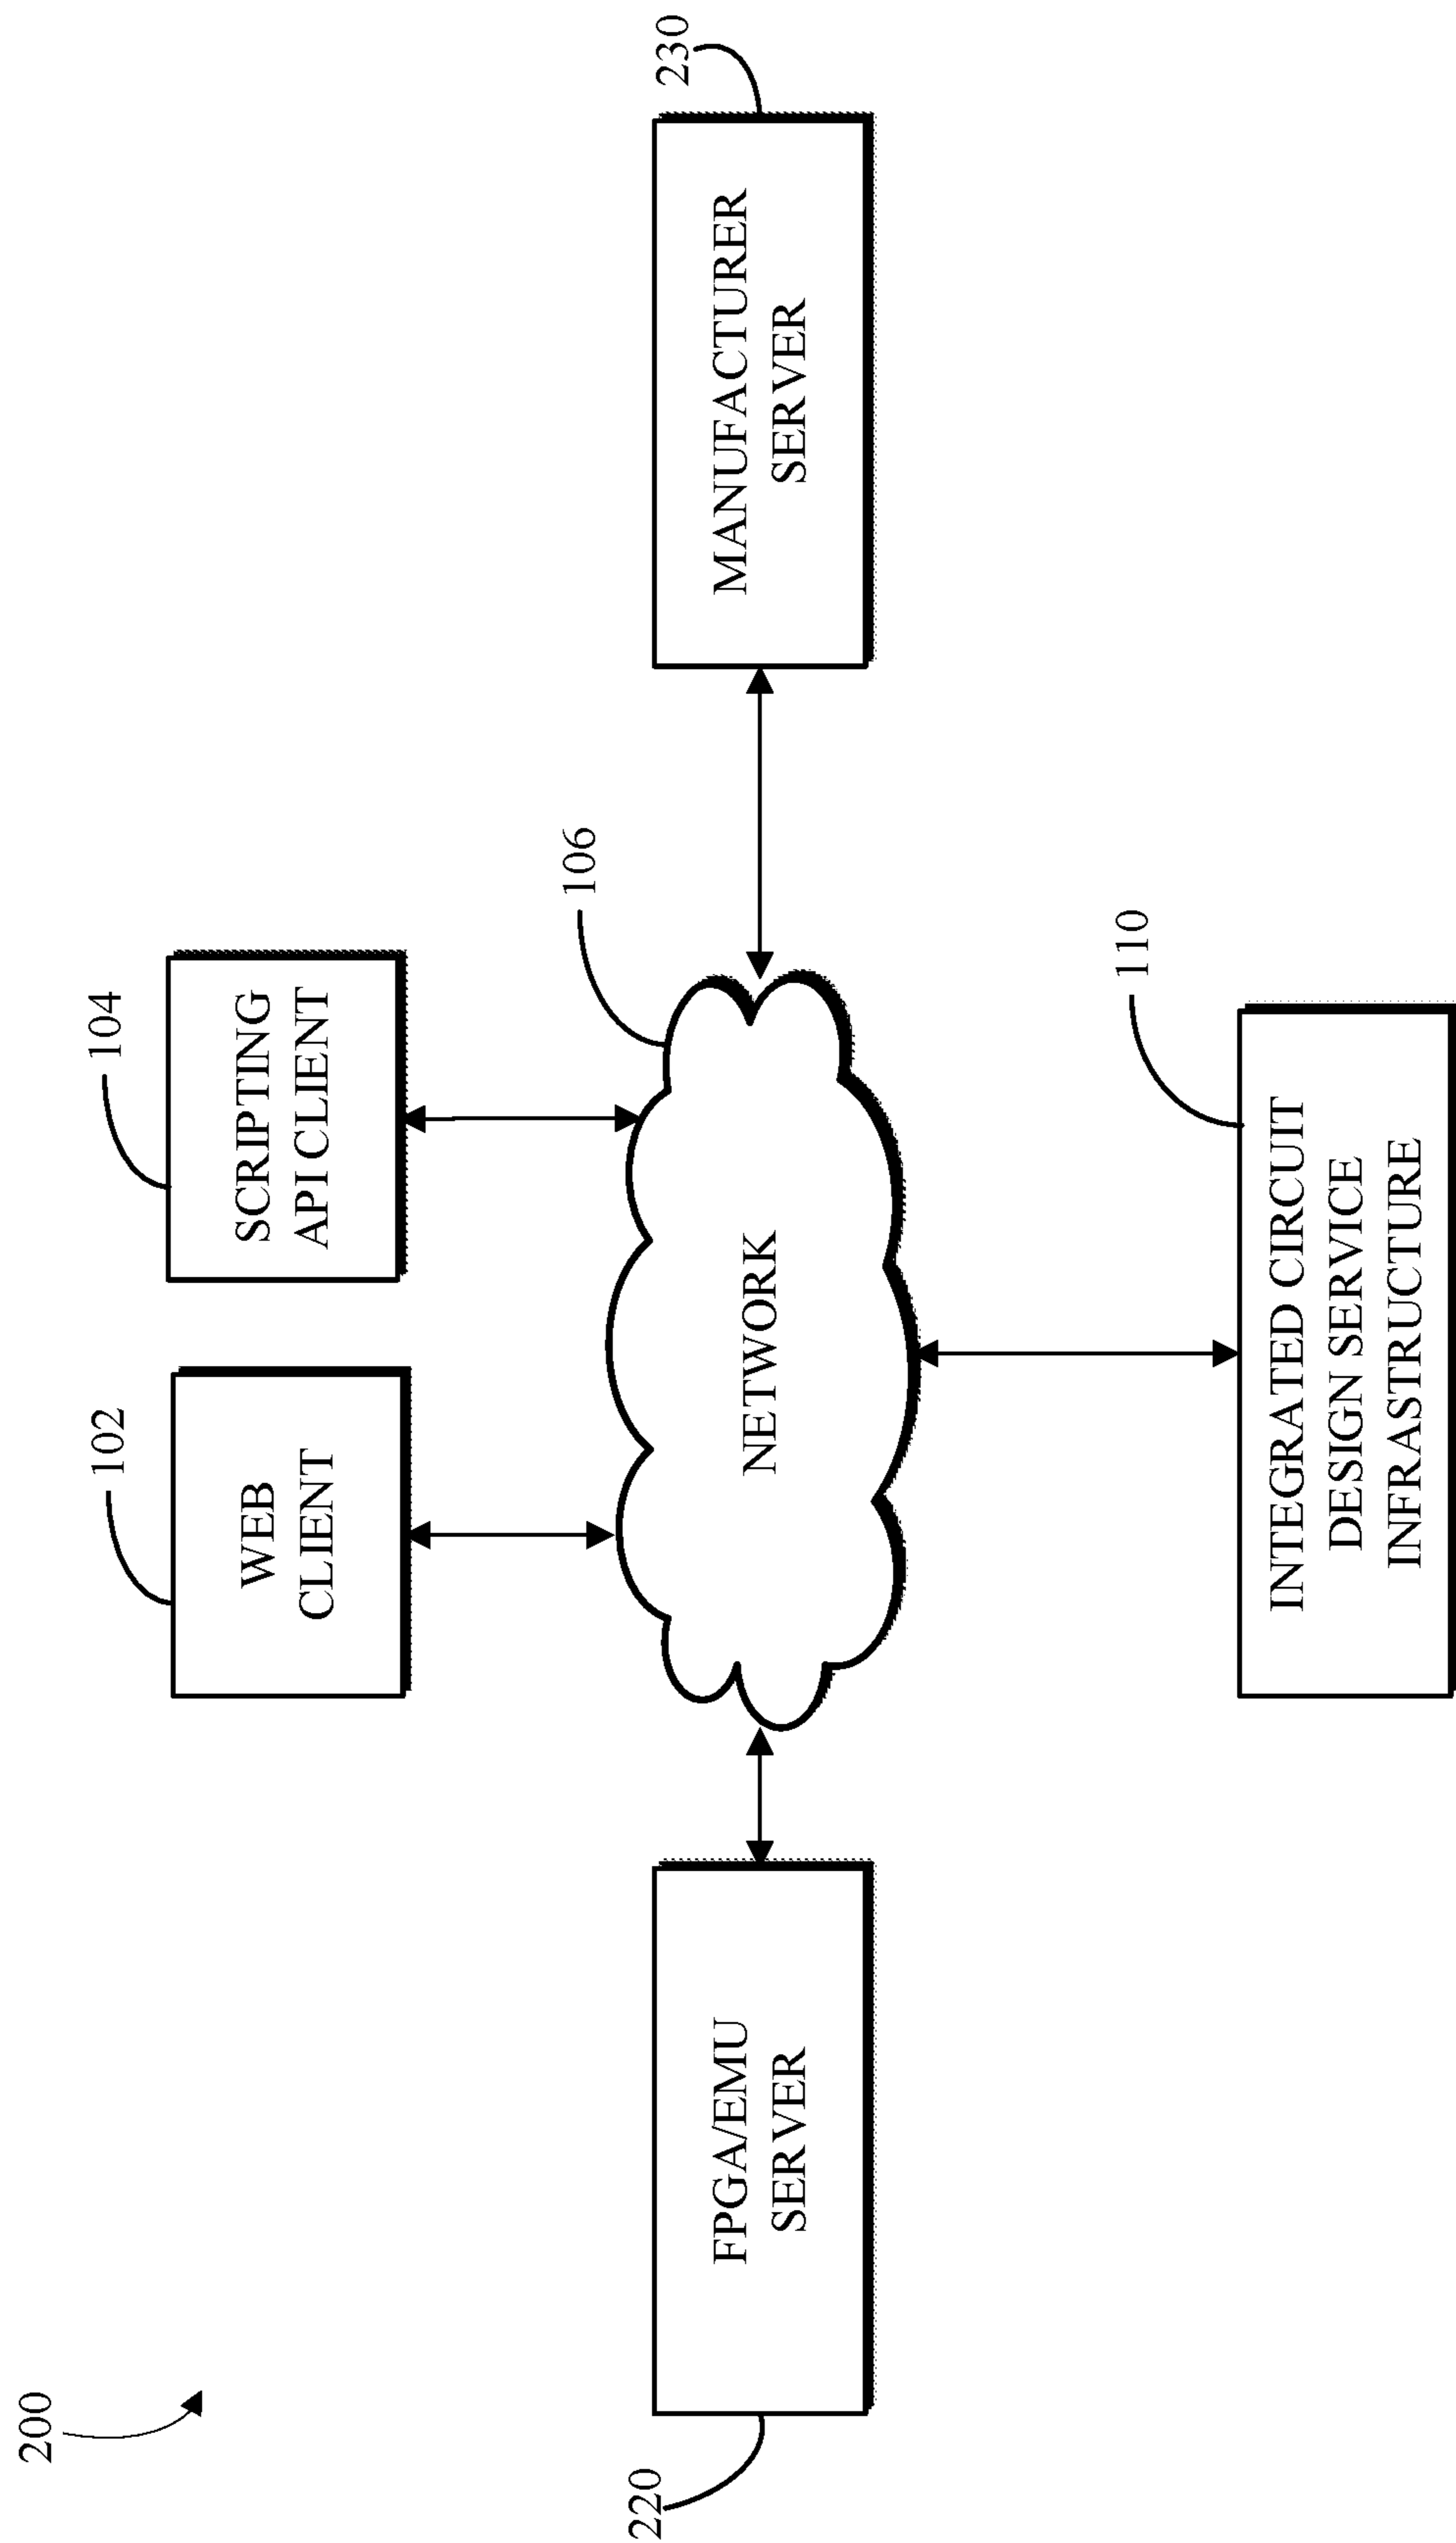 200
102
WEB
CLIENT
104
SCRIPTING
API CLIENT
106
220
FPGA/EMU
SERVER
NETWORK
230
MANUFACTURER
SERVER
110
INTEGRATED CIRCUIT
DESIGN SERVICE
INFRASTRUCTURE